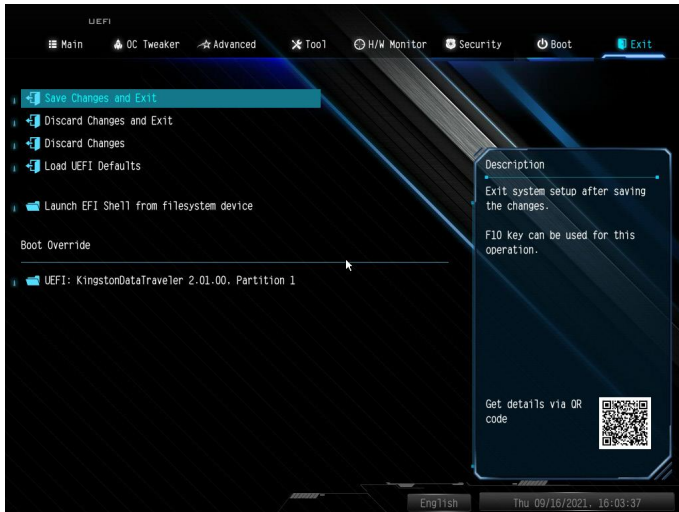 UEFI
Main OC Tweaker Advanced Tool H/W Monitor Security Boot Exit
Save Changes and Exit
Discard Changes and Exit
Discard Changes
Load UEFI Defaults
Launch EFI Shell from filesystem device
Boot Override
UEFI: KingstonDataTraveler 2.01.00, Partition 1
Description
Exit system setup after saving
the changes.
F10 key can be used for this
operation.
Get details via QR
code
English
Thu 09/16/2021, 16:03:37